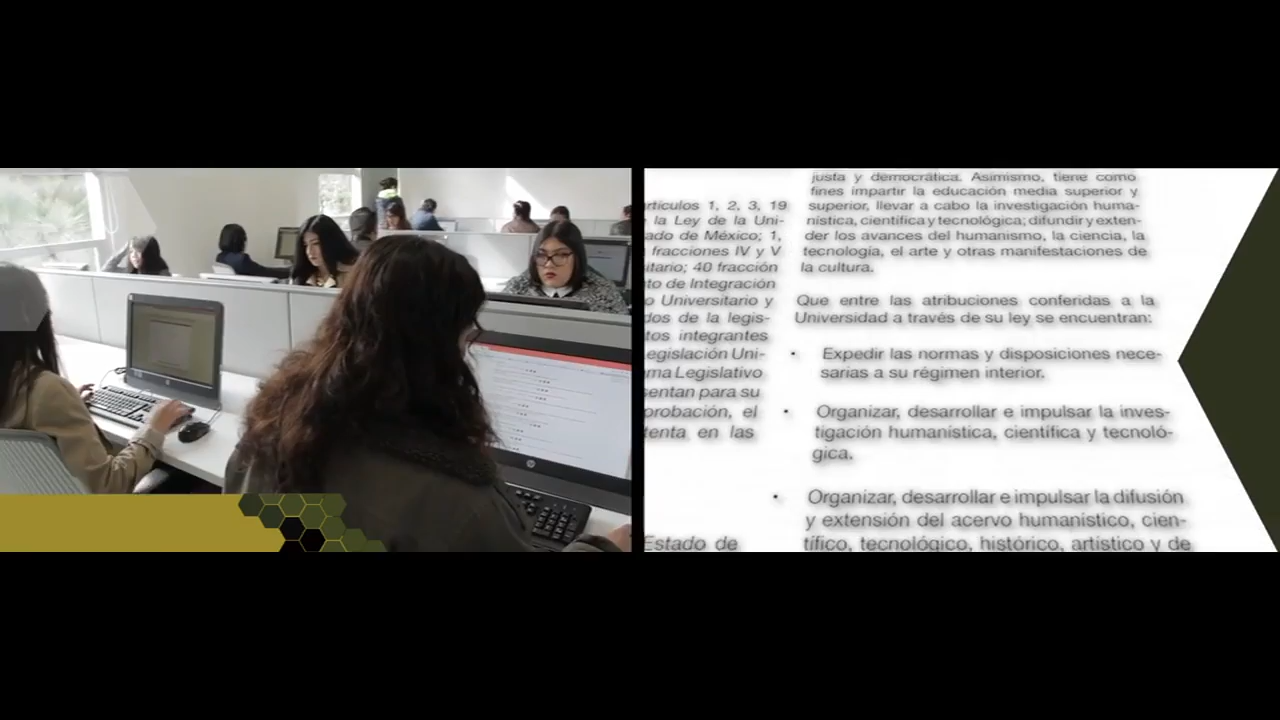 artículos 1, 2, 3, 19
la Ley de la Uni-
ado de México; 1,
fracciones IV y V
itario; 40 fracción
to de Integración
o Universitario y
dos de la legis-
tos integrantes
egislación Uni-
ma Legislativo
sentan para su
probación, el
tenta en las
Estado de
justa y democrática. Asimismo, tiene como
fines impartir la educación media superior y
superior, llevar a cabo la investigación huma-
nística, científica y tecnológica; difundir y exten-
der los avances del humanismo, la ciencia, la
tecnología, el arte y otras manifestaciones de
la cultura.
Que entre las atribuciones conferidas a la
Universidad a través de su ley se encuentran:
• Expedir las normas y disposiciones nece-
sarias a su régimen interior.
• Organizar, desarrollar e impulsar la inves-
tigación humanística, científica y tecnoló-
gica.
• Organizar, desarrollar e impulsar la difusión
y extensión del acervo humanístico, cien-
tífico, tecnológico, histórico, artístico y de